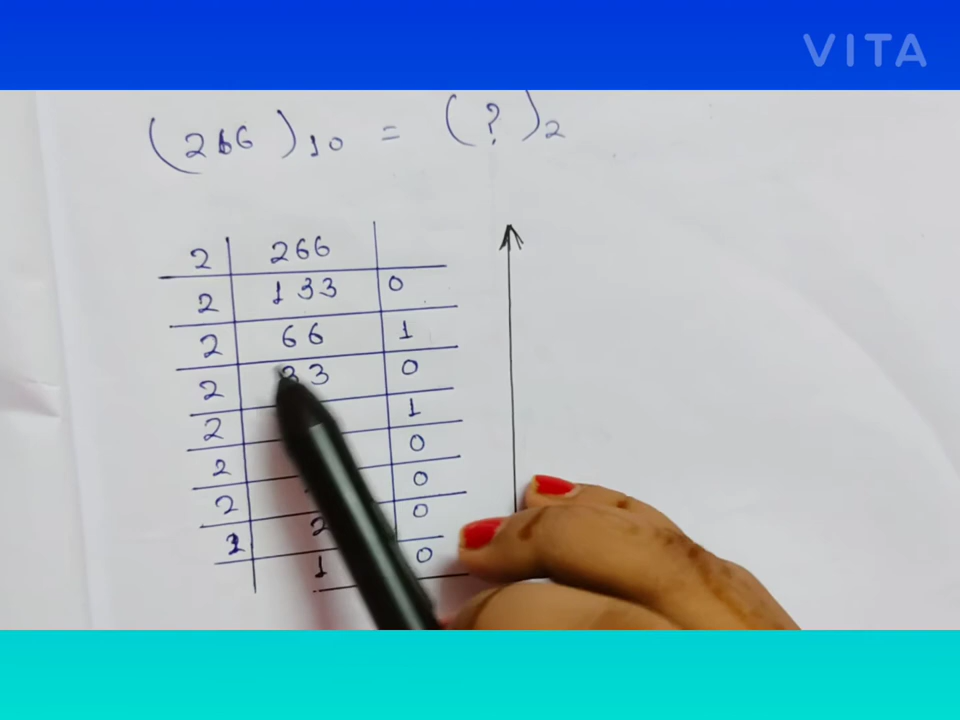 VITA
(266)10 = (?)2
2 266
2 133 0
2 66 1
2 33 0
2 1
2 0
2 0
2 2 0
1 0